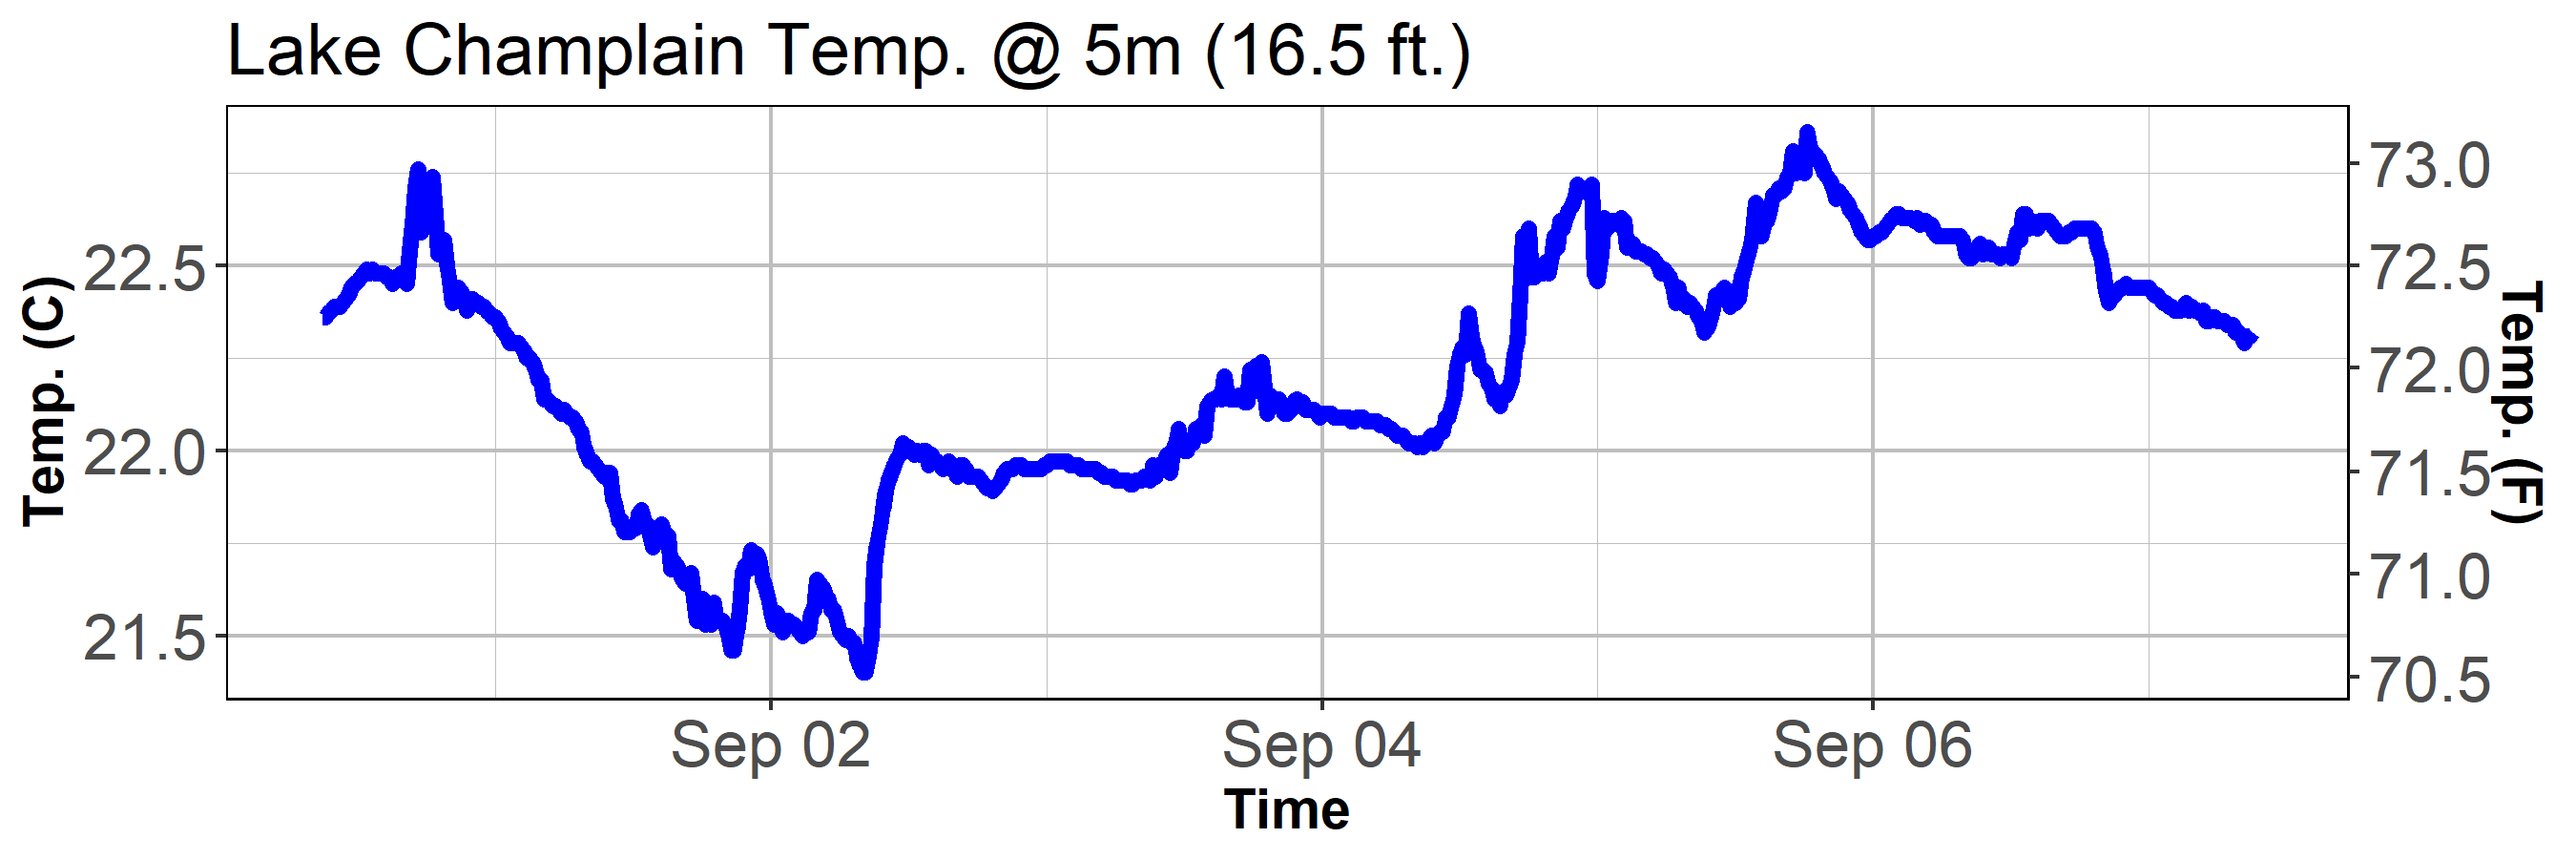 Lake Champlain Temp. @ 5m (16.5 ft.)
Temp. (C)
22.5
22.0
21.5
73.0
72.5
72.0
71.5
71.0
70.5
Temp. (F)
Sep 02 Sep 04 Sep 06
Time